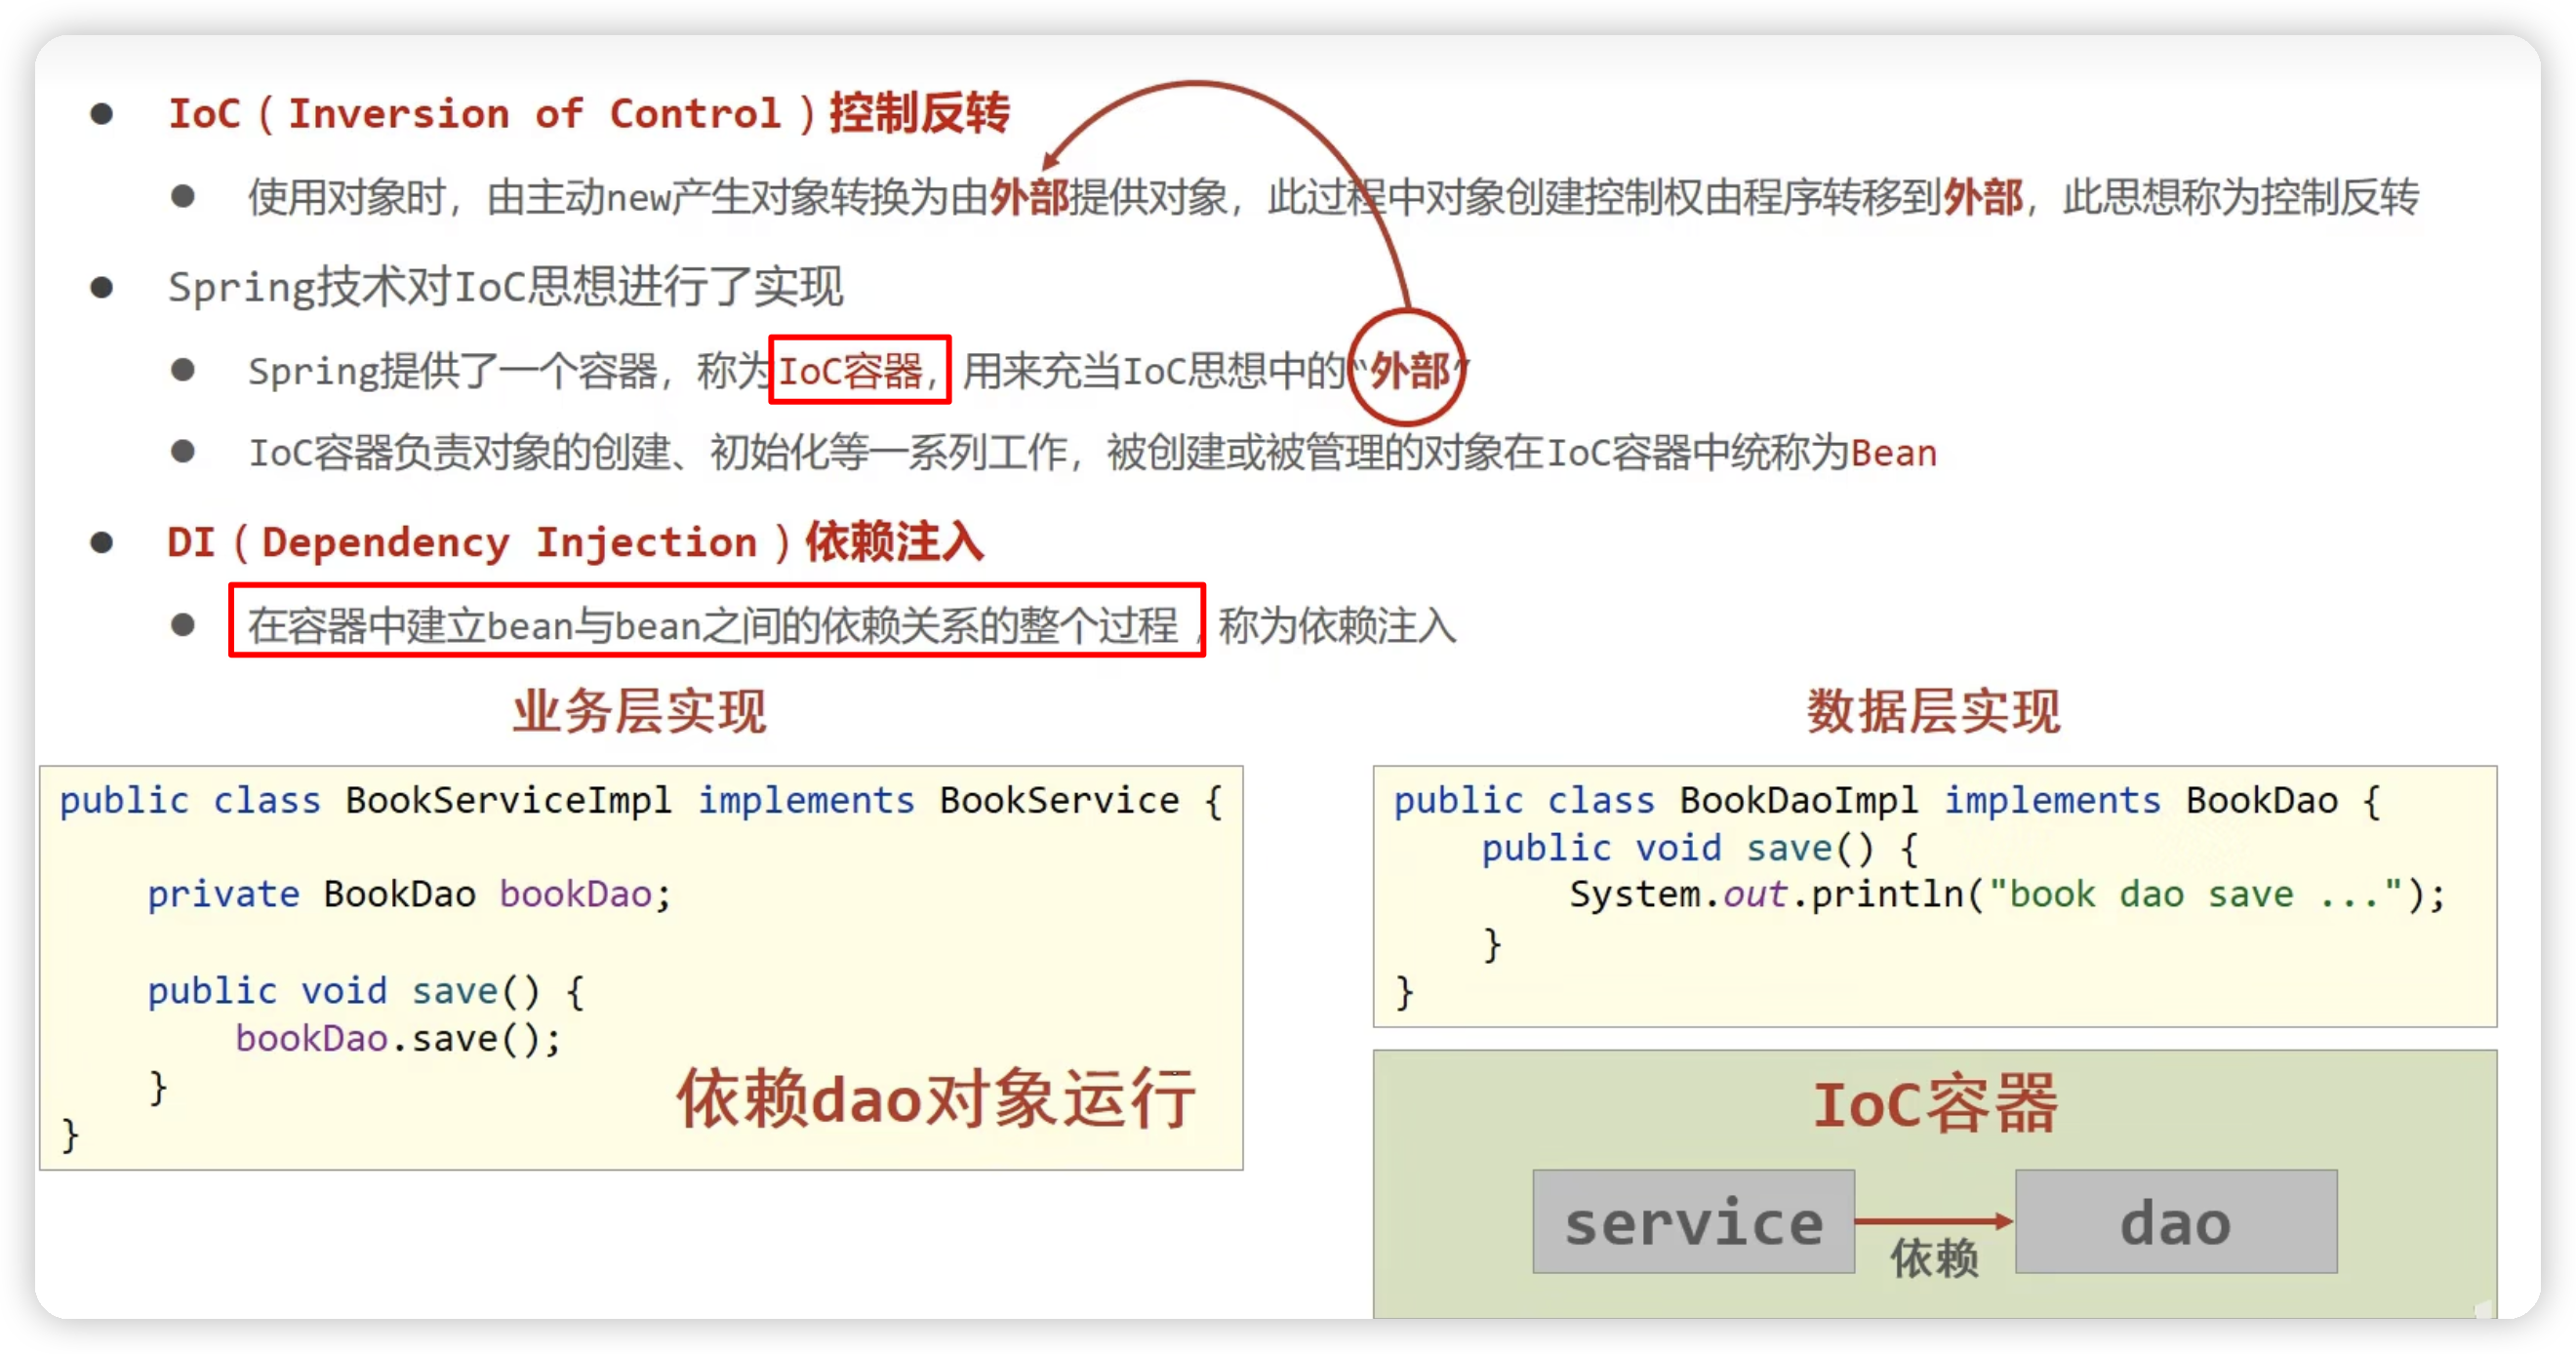 IoC（Inversion of Control）控制反转
使用对象时，由主动new产生对象转换为由外部提供对象，此过程中对象创建控制权由程序转移到外部，此思想称为控制反转
Spring技术对IoC思想进行了实现
Spring提供了一个容器，称为IoC容器，用来充当IoC思想中的“外部”
IoC容器负责对象的创建、初始化等一系列工作，被创建或被管理的对象在IoC容器中统称为Bean
DI（Dependency Injection）依赖注入
在容器中建立bean与bean之间的依赖关系的整个过程，称为依赖注入
业务层实现
public class BookServiceImpl implements BookService {
private BookDao bookDao;
public void save() {
bookDao.save();
}
}
依赖dao对象运行
数据层实现
public class BookDaoImpl implements BookDao {
public void save() {
System.out.println("book dao save ...");
}
}
IoC容器
service
依赖
dao